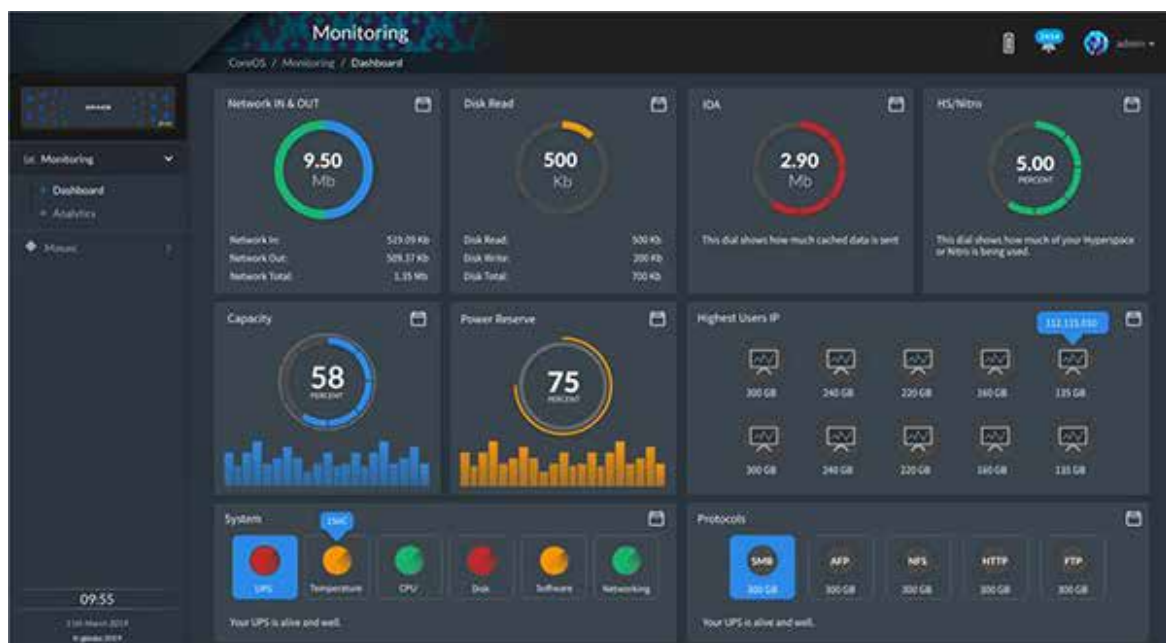 Monitoring
CoreOS / Monitoring / Dashboard
admin
Monitoring
Dashboard
Analytics
Mosaic
Network IN & OUT
9.50
Mb
Network In: 519.09 Kb
Network Out: 509.37 Kb
Network Total: 1.35 Mb
Disk Read
500
Kb
Disk Read: 500 Kb
Disk Write: 200 Kb
Disk Total: 700 Kb
IOA
2.90
Mb
This dial shows how much cached data is sent
HS/Nitro
5.00
PERCENT
This dial shows how much of your Hyperspace
or Nitro is being used.
Capacity
58
PERCENT
Power Reserve
75
PERCENT
Highest Users IP
300 GB 240 GB 220 GB 160 GB 135 GB
300 GB 240 GB 220 GB 160 GB 135 GB
System
UPS Temperature CPU Disk Software Networking
Your UPS is alive and well.
Protocols
SMB AFP NFS HTTP FTP
300 GB 300 GB 300 GB 300 GB 300 GB
Your UPS is alive and well.
09:55
March 2019